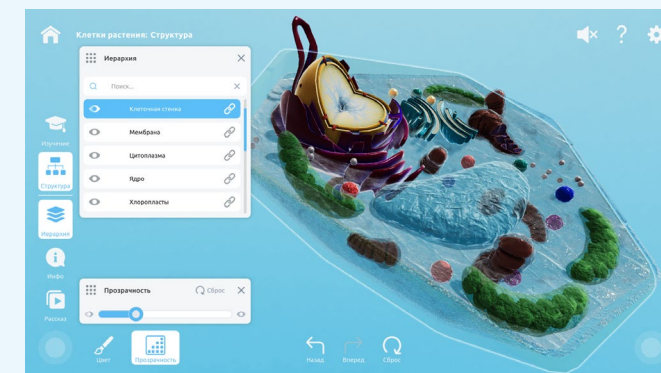 Клетки растения: Структура
?
Иерархия
Поиск...
Клеточная стенка
Мембрана
Цитоплазма
Ядро
Хлоропласты
Изучение
Структура
Иерархия
Инфо
Рассказ
Прозрачность
Сброс
Цвет
Прозрачность
Назад
Вперед
Сброс